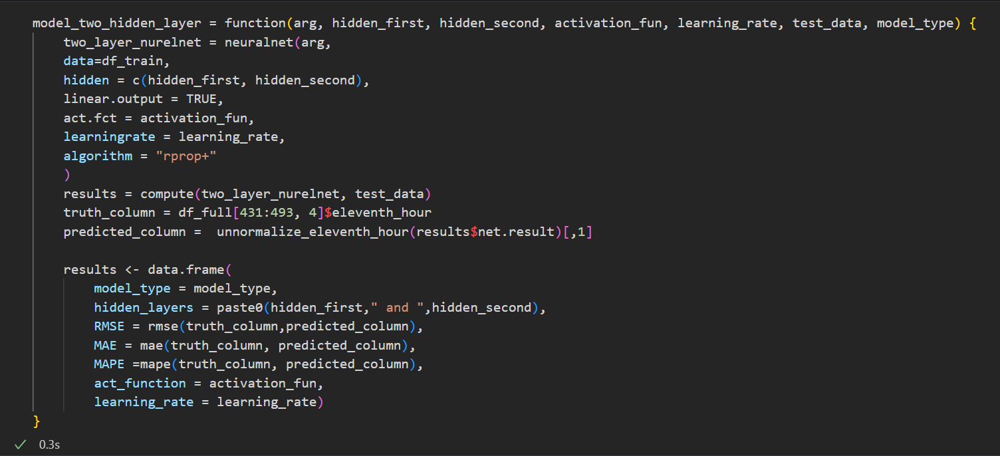 model_two_hidden_layer = function(arg, hidden_first, hidden_second, activation_fun, learning_rate, test_data, model_type) {
    two_layer_nurelnet = neuralnet(arg,
    data=df_train,
    hidden = c(hidden_first, hidden_second),
    linear.output = TRUE,
    act.fct = activation_fun,
    learningrate = learning_rate,
    algorithm = "rprop+"
    )
    results = compute(two_layer_nurelnet, test_data)
    truth_column = df_full[431:493, 4]$eleventh_hour
    predicted_column =  unnormalize_eleventh_hour(results$net.result)[,1]

    results <- data.frame(
        model_type = model_type,
        hidden_layers = paste0(hidden_first," and ",hidden_second),
        RMSE = rmse(truth_column,predicted_column),
        MAE = mae(truth_column, predicted_column),
        MAPE =mape(truth_column, predicted_column),
        act_function = activation_fun,
        learning_rate = learning_rate)
}
0.3s